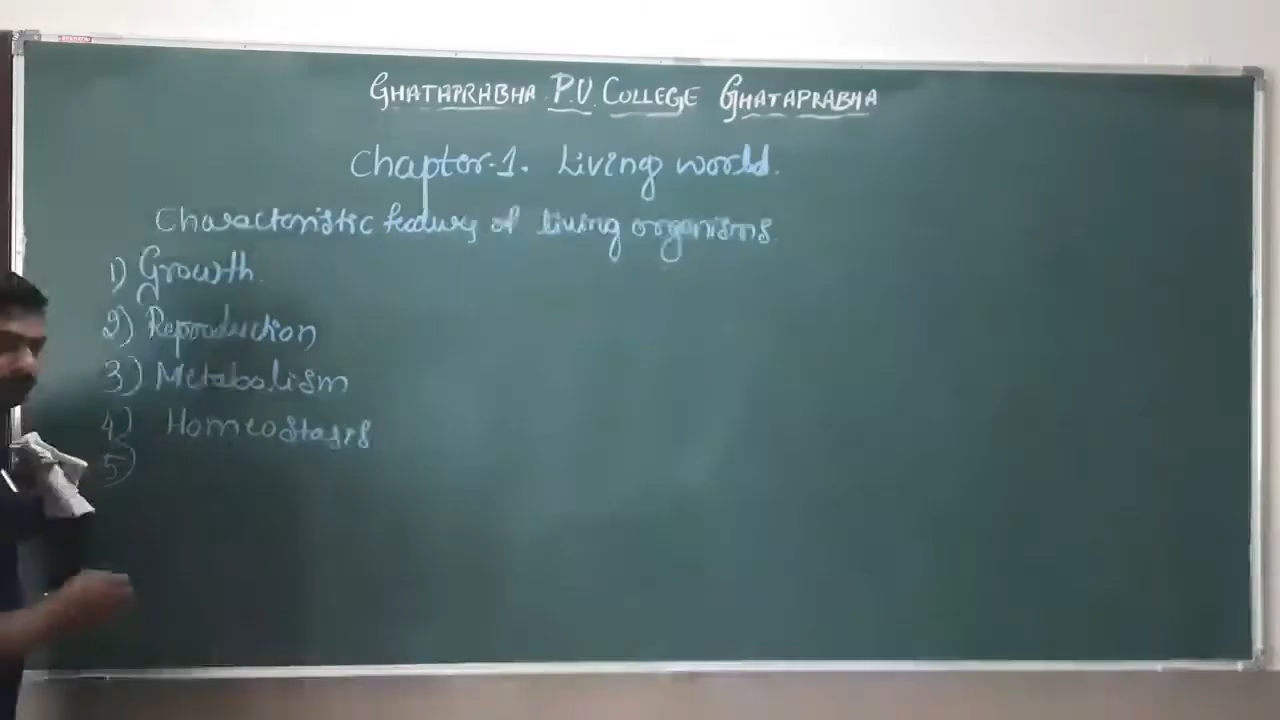 GHATAPRABHA P.U. COLLEGE GHATAPRABHA
Chapter-1. Living world.
Characteristic features of living organisms.
1) Growth.
2) Reproduction
3) Metabolism
4) Homeostasis
5)